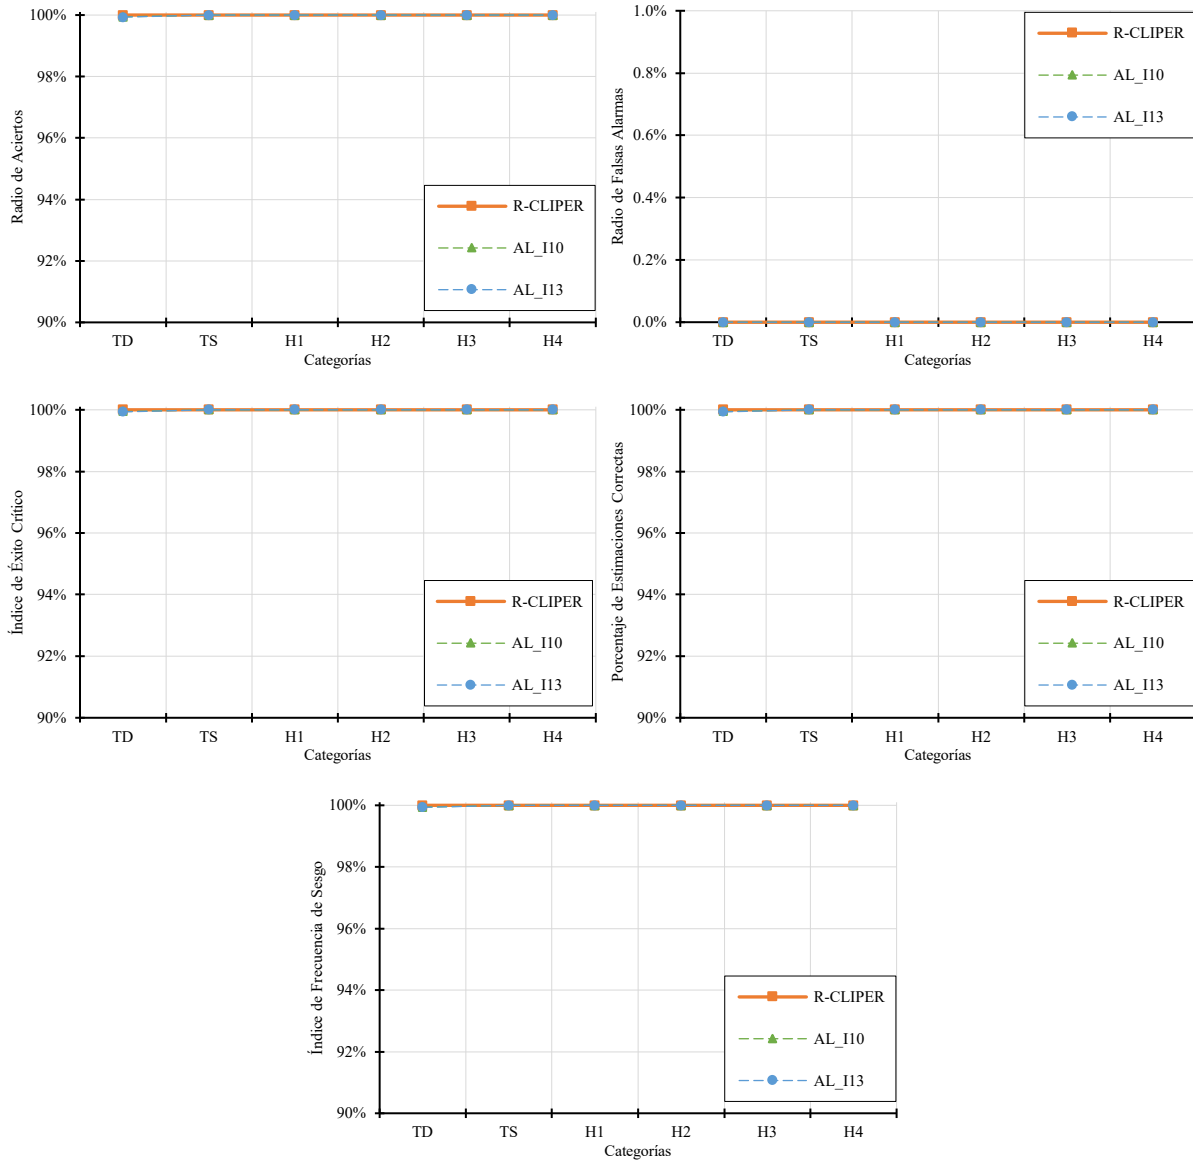 100%
98%
96%
94%
92%
90%
Radio de Aciertos
TD TS H1 H2 H3 H4
Categorías
R-CLIPER
AL_I10
AL_I13
1.0%
0.8%
0.6%
0.4%
0.2%
0.0%
Radio de Falsas Alarmas
TD TS H1 H2 H3 H4
Categorías
R-CLIPER
AL_I10
AL_I13
100%
98%
96%
94%
92%
90%
Índice de Éxito Crítico
TD TS H1 H2 H3 H4
Categorías
R-CLIPER
AL_I10
AL_I13
100%
98%
96%
94%
92%
90%
Porcentaje de Estimaciones Correctas
TD TS H1 H2 H3 H4
Categorías
R-CLIPER
AL_I10
AL_I13
100%
98%
96%
94%
92%
90%
Índice de Frecuencia de Sesgo
TD TS H1 H2 H3 H4
Categorías
R-CLIPER
AL_I10
AL_I13